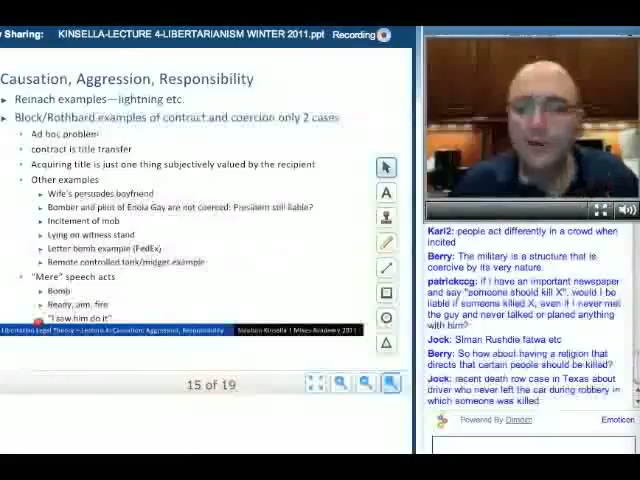 Sharing: KINSELLA-LECTURE 4-LIBERTARIANISM WINTER 2011.ppt Recording
Causation, Aggression, Responsibility
Reinach examples—lightning etc.
Block/Rothbard examples of contract and coercion only 2 cases
Ad hoc problem
contract is title transfer
Acquiring title is just one thing subjectively valued by the recipient
Other examples
Wife's persuades boyfriend
Bomber and pilot of Enola Gay are not coerced: President still liable?
Incitement of mob
Lying on witness stand
Letter bomb example (FedEx)
Remote controlled tank/midget example
"Mere" speech acts
Bomb
Ready, aim, fire
"I saw him do it"
Libertarian Legal Theory – Lecture 4: Causation, Aggression, Responsibility Stephan Kinsella | Mises Academy 2011
15 of 19
A
Karl2: people act differently in a crowd when
incited
Berry: The military is a structure that is
coercive by its very nature.
patrickccg: if I have an important newspaper
and say "someone should kill X", would I be
liable if someone killed X, even if I never met
the guy and never talked or planed anything
with him?
Jock: Slman Rushdie fatwa etc
Berry: So how about having a religion that
directs that certain people should be killed?
Jock: recent death row case in Texas about
driver who never left the car during robbery in
which someone was killed
Powered By Dimdim Emoticon